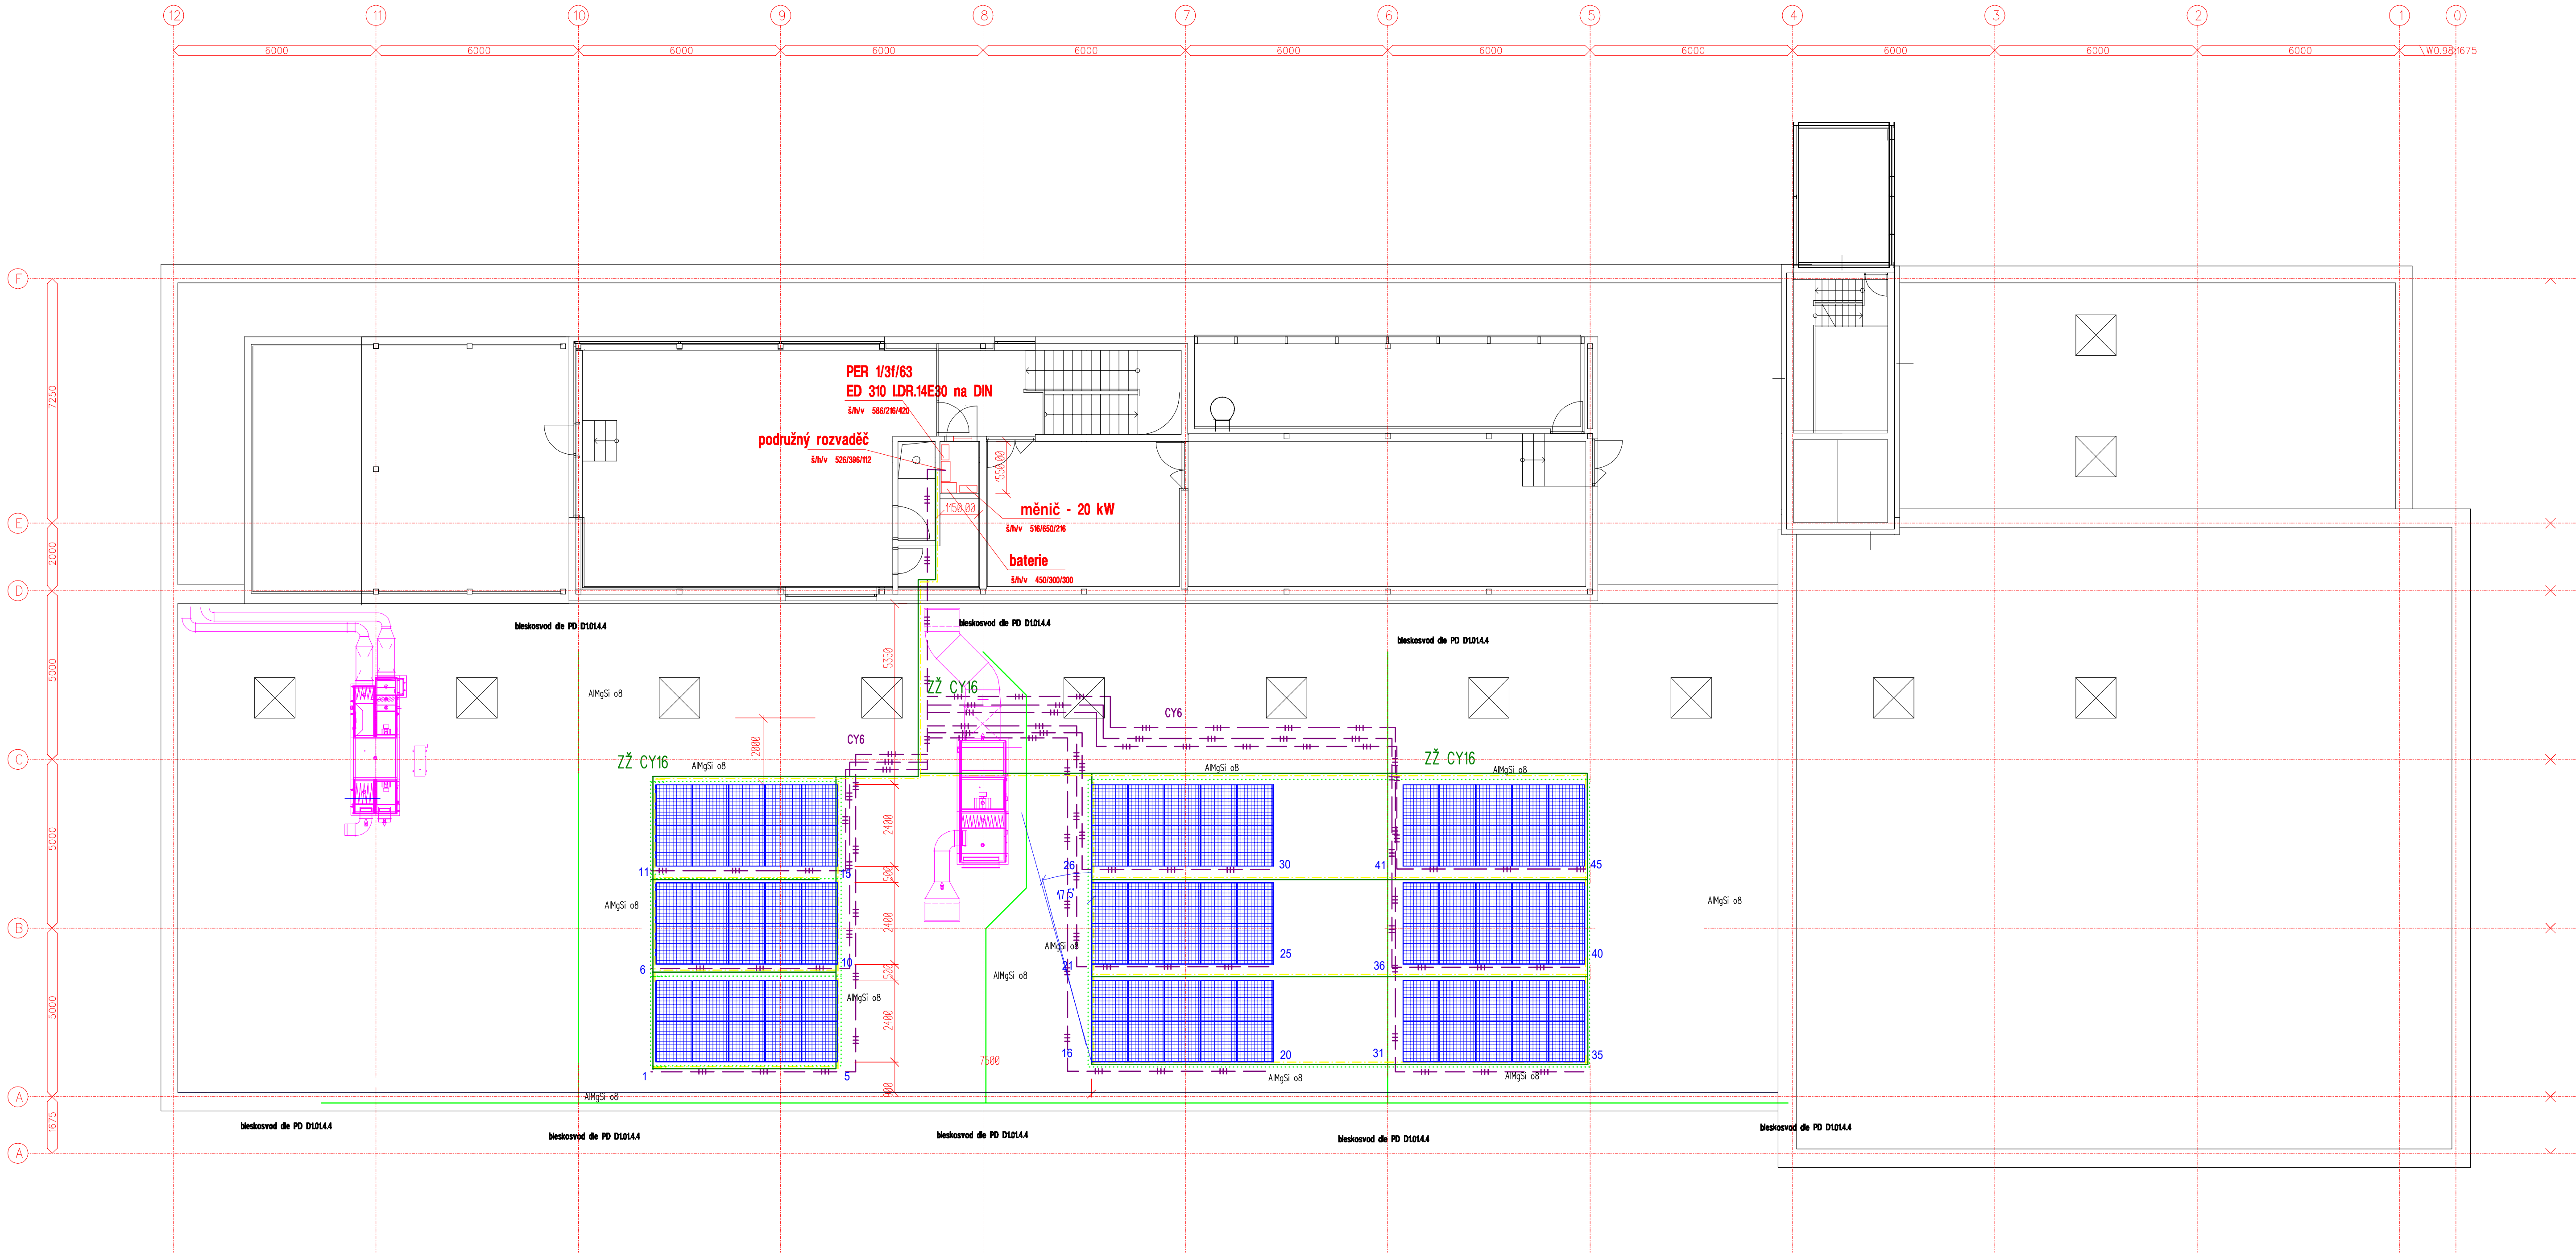 12
11
10
9
8
7
6
5
4
3
2
1
0
6000
6000
6000
6000
6000
6000
6000
6000
6000
6000
6000
F
7250
E
2000
D
5000
C
5000
B
5000
A
1675
A
PER 1/3f/63
ED 310 I.DR.14E30 na DIN
š/h/v 586/216/420
podružný rozvaděč
š/h/v 526/396/112
1550.00
1150.00
měnič - 20 kW
š/h/v 516/650/216
baterie
š/h/v 450/300/300
bleskosvod dle PD D1.01.4.4
bleskosvod dle PD D1.01.4.4
bleskosvod dle PD D1.01.4.4
5350
AlMgSi o8
ZŽ CY16
CY6
2000
CY6
ZŽ CY16
AlMgSi o8
AlMgSi o8
ZŽ CY16
AlMgSi o8
2400
11
15
500
26
30
41
45
17,5
AlMgSi o8
AlMgSi o8
2400
6
10
500
AlMgSi o8
21
25
36
40
AlMgSi o8
AlMgSi o8
2400
7500
900
1
5
16
20
31
35
AlMgSi o8
AlMgSi o8
AlMgSi o8
bleskosvod dle PD D1.01.4.4
bleskosvod dle PD D1.01.4.4
bleskosvod dle PD D1.01.4.4
bleskosvod dle PD D1.01.4.4
bleskosvod dle PD D1.01.4.4